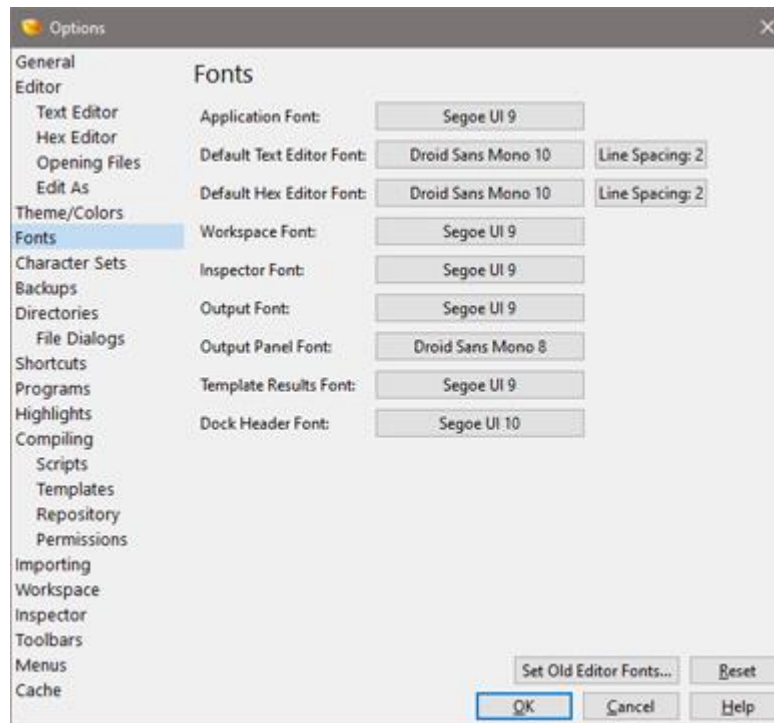 Options
General
Editor
Text Editor
Hex Editor
Opening Files
Edit As
Theme/Colors
Fonts
Character Sets
Backups
Directories
File Dialogs
Shortcuts
Programs
Highlights
Compiling
Scripts
Templates
Repository
Permissions
Importing
Workspace
Inspector
Toolbars
Menus
Cache
Fonts
Application Font: Segoe UI 9
Default Text Editor Font: Droid Sans Mono 10 Line Spacing: 2
Default Hex Editor Font: Droid Sans Mono 10 Line Spacing: 2
Workspace Font: Segoe UI 9
Inspector Font: Segoe UI 9
Output Font: Segoe UI 9
Output Panel Font: Droid Sans Mono 8
Template Results Font: Segoe UI 9
Dock Header Font: Segoe UI 10
Set Old Editor Fonts... Reset
OK Cancel Help